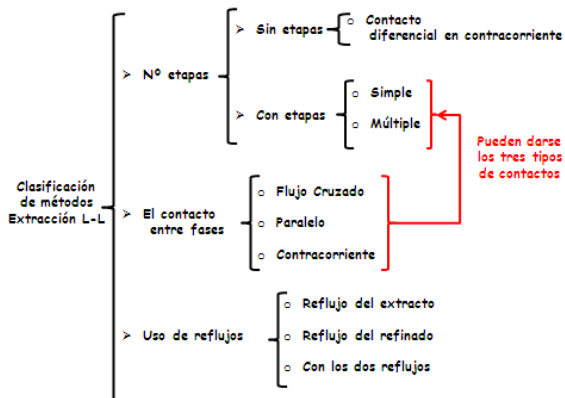 Clasificación
de métodos
Extracción L-L
➢ Nº etapas
➢ Sin etapas
o Contacto
diferencial en contracorriente
➢ Con etapas
o Simple
o Múltiple
Pueden darse
los tres tipos
de contactos
➢ El contacto
entre fases
o Flujo Cruzado
o Paralelo
o Contracorriente
➢ Uso de reflujos
o Reflujo del extracto
o Reflujo del refinado
o Con los dos reflujos